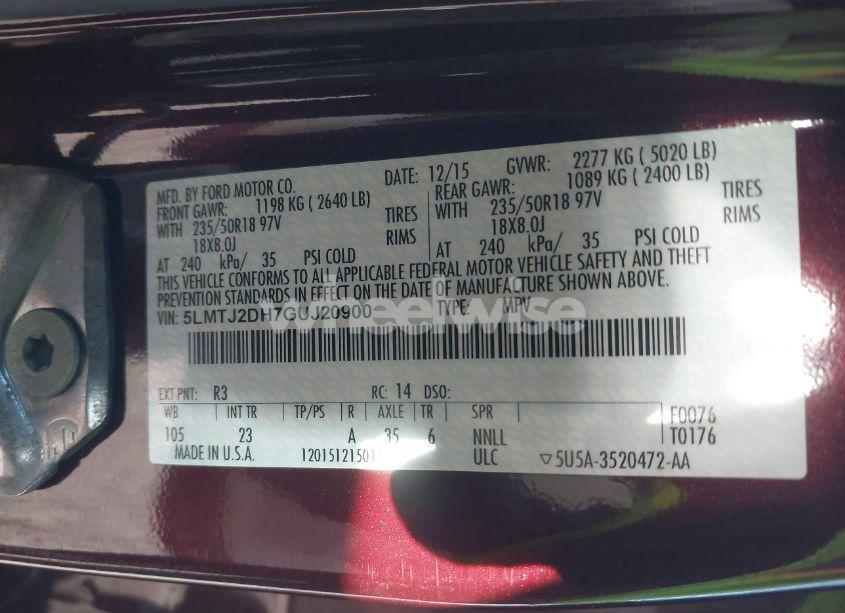 MFD. BY FORD MOTOR CO. DATE: 12/15 GVWR: 2277 KG ( 5020 LB)
FRONT GAWR: 1198 KG ( 2640 LB) REAR GAWR: 1089 KG ( 2400 LB)
WITH 235/50R18 97V TIRES WITH 235/50R18 97V TIRES
18X8.0J RIMS 18X8.0J RIMS
AT 240 kPa/ 35 PSI COLD AT 240 kPa/ 35 PSI COLD
THIS VEHICLE CONFORMS TO ALL APPLICABLE FEDERAL MOTOR VEHICLE SAFETY AND THEFT
PREVENTION STANDARDS IN EFFECT ON THE DATE OF MANUFACTURE SHOWN ABOVE.
VIN: 5LMTJ2DH7GUJ20900 TYPE: MPV
wheelwise
EXT PNT: R3 RC: 14 DSO:
WB INT TR TP/PS R AXLE TR SPR F0076
105 23 A 35 6 NNLL T0176
MADE IN U.S.A. ULC ▽5U5A-3520472-AA